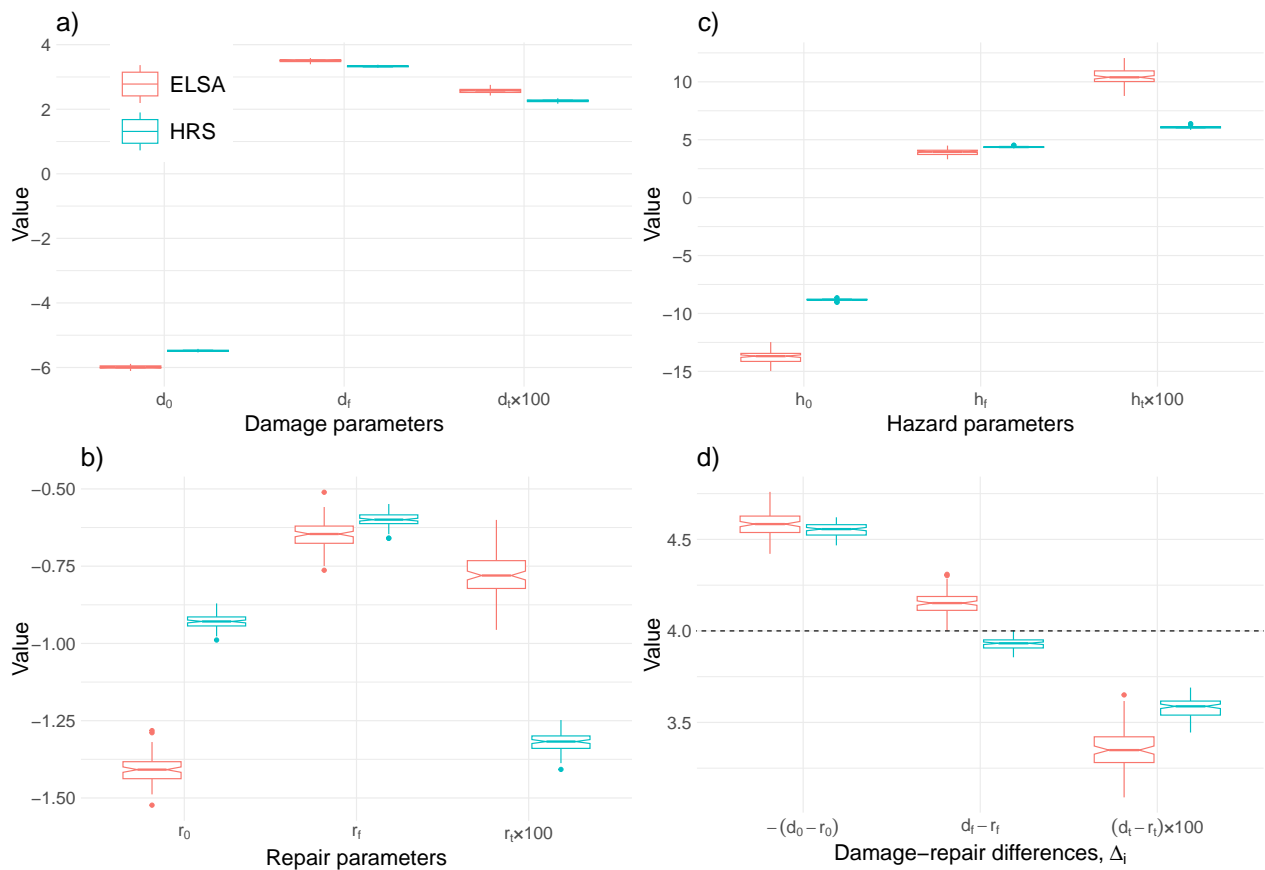 a)
4
2
0
−2
−4
−6
Value
ELSA
HRS
d0
df
dt×100
Damage parameters
c)
10
5
0
−5
−10
−15
Value
h0
hf
ht×100
Hazard parameters
b)
−0.50
−0.75
−1.00
−1.25
−1.50
Value
r0
rf
rt×100
Repair parameters
d)
4.5
4.0
3.5
Value
−(d0−r0)
df−rf
(dt−rt)×100
Damage−repair differences, Δi